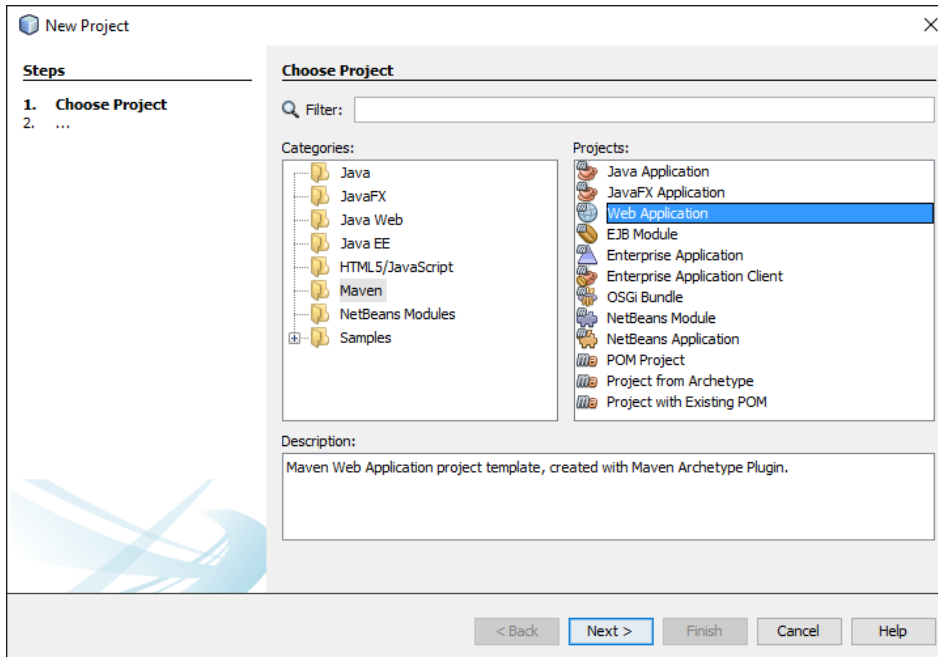 New Project
Steps
1. Choose Project
2. ...
Choose Project
Filter:
Categories:
Java
JavaFX
Java Web
Java EE
HTML5/JavaScript
Maven
NetBeans Modules
Samples
Projects:
Java Application
JavaFX Application
Web Application
EJB Module
Enterprise Application
Enterprise Application Client
OSGi Bundle
NetBeans Module
NetBeans Application
POM Project
Project from Archetype
Project with Existing POM
Description:
Maven Web Application project template, created with Maven Archetype Plugin.
< Back Next > Finish Cancel Help